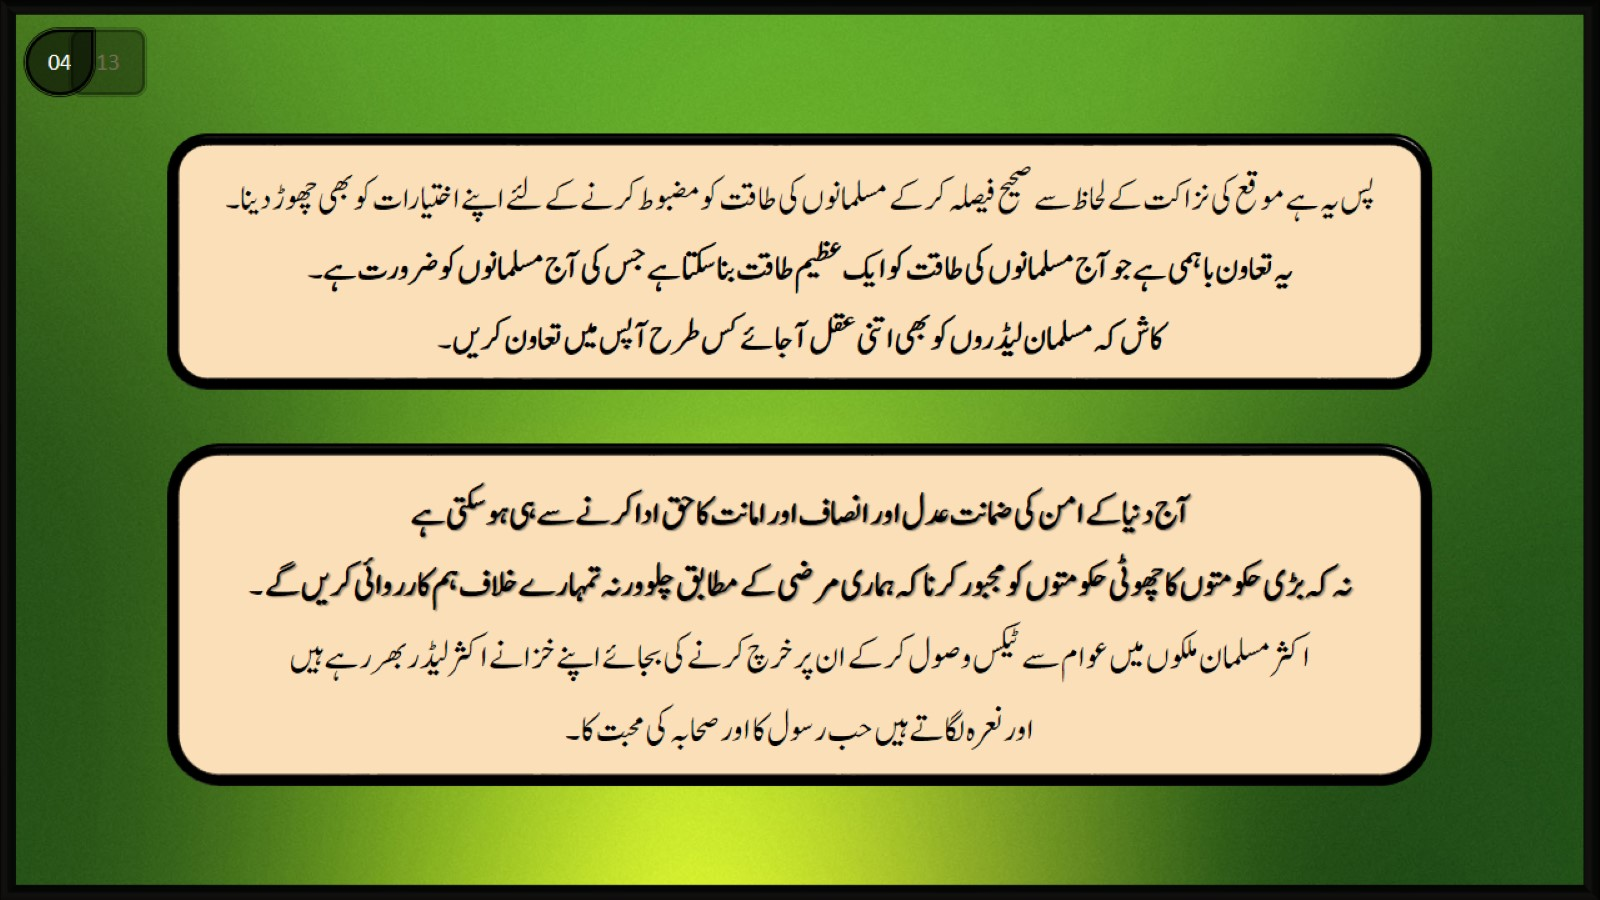 04 13
پس یہ ہے موقع کی نزاکت کے لحاظ سے صحیح فیصلہ کر کے مسلمانوں کی طاقت کو مضبوط کرنے کے لئے اپنے اختیارات کو بھی چھوڑ دینا۔
یہ تعاون باہمی ہے جو آج مسلمانوں کی طاقت کو ایک عظیم طاقت بنا سکتا ہے جس کی آج مسلمانوں کو ضرورت ہے۔
کاش کہ مسلمان لیڈروں کو بھی اتنی عقل آ جائے کس طرح آپس میں تعاون کریں۔
آج دنیا کے امن کی ضمانت عدل اور انصاف اور امانت کا حق ادا کرنے سے ہی ہو سکتی ہے
نہ کہ بڑی حکومتوں کا چھوٹی حکومتوں کو مجبور کرنا کہ ہماری مرضی کے مطابق چلو ورنہ تمہارے خلاف ہم کارروائی کریں گے۔
اکثر مسلمان ملکوں میں عوام سے ٹیکس وصول کر کے ان پر خرچ کرنے کی بجائے اپنے خزانے اکثر لیڈر بھر رہے ہیں
اور نعرہ لگاتے ہیں حب رسول کا اور صحابہ کی محبت کا۔